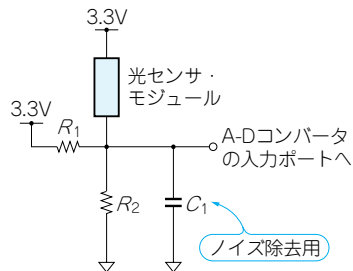 3.3V
光センサ・
モジュール
3.3V
R1
A-Dコンバータ
の入力ポートへ
R2
C1
ノイズ除去用